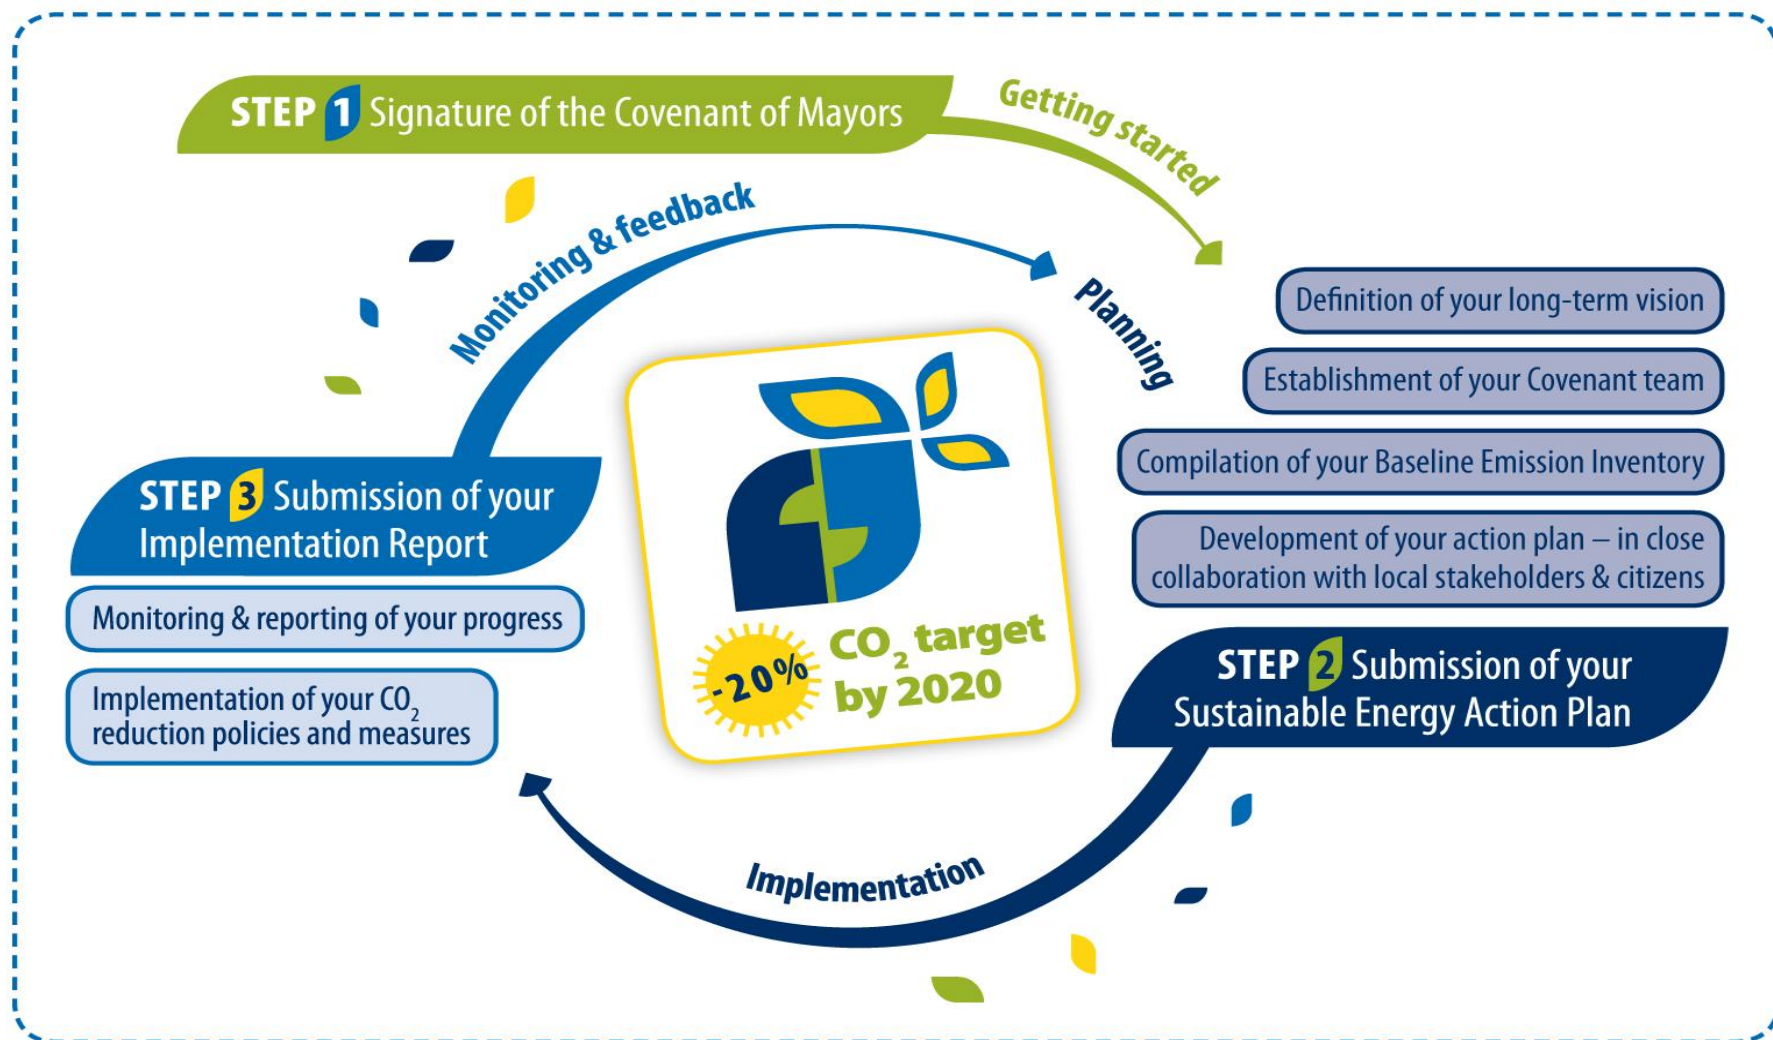 STEP 1 Signature of the Covenant of Mayors
Getting started
Monitoring & feedback
Planning
Definition of your long-term vision
Establishment of your Covenant team
Compilation of your Baseline Emission Inventory
Development of your action plan – in close
collaboration with local stakeholders & citizens
STEP 2 Submission of your
Sustainable Energy Action Plan
Implementation
STEP 3 Submission of your
Implementation Report
Monitoring & reporting of your progress
Implementation of your CO₂
reduction policies and measures
-20%
CO₂ target
by 2020